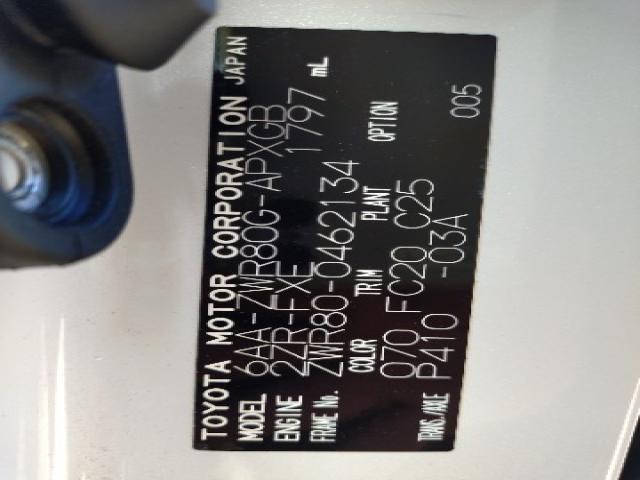 TOYOTA MOTOR CORPORATION JAPAN
MODEL 6AA-ZWR80G-APXGB
ENGINE 2ZR-FXE 1797 mL
FRAME No. ZWR80-0462134
COLOR TRIM PLANT OPTION
070 FC20 C25
TRANS./AXLE P410 -03A 005